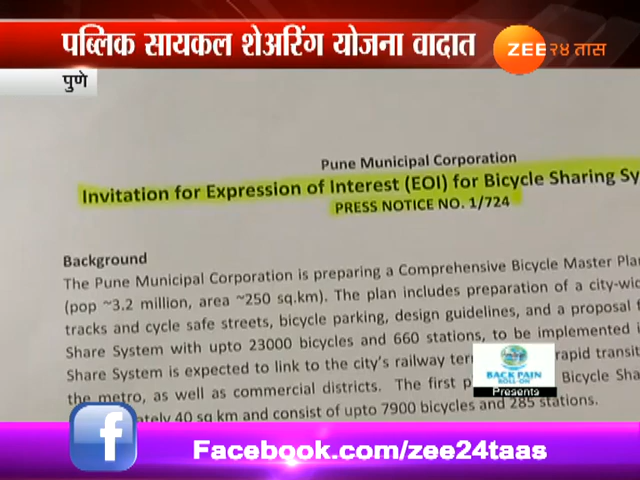 पब्लिक सायकल शेअरिंग योजना वादात
ZEE २४ तास
पुणे
Pune Municipal Corporation
Invitation for Expression of Interest (EOI) for Bicycle Sharing Sy
PRESS NOTICE NO. 1/724
Background
The Pune Municipal Corporation is preparing a Comprehensive Bicycle Master Plan
(pop ~3.2 million, area ~250 sq.km). The plan includes preparation of a city-wid
tracks and cycle safe streets, bicycle parking, design guidelines, and a proposal f
Share System with upto 23000 bicycles and 660 stations, to be implemented i
Share System is expected to link to the city's railway ter rapid transit
the metro, as well as commercial districts. The first p Bicycle Sha
ately 40 sq km and consist of upto 7900 bicycles and 285 stations.
BACK PAIN
ROLL-ON
Presents
f
Facebook.com/zee24taas